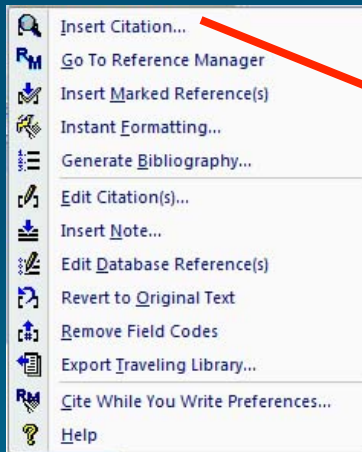 Insert Citation...
Go To Reference Manager
Insert Marked Reference(s)
Instant Formatting...
Generate Bibliography...
Edit Citation(s)...
Insert Note...
Edit Database Reference(s)
Revert to Original Text
Remove Field Codes
Export Traveling Library...
Cite While You Write Preferences...
Help